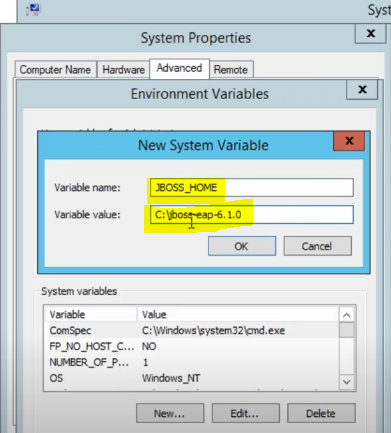 Syst
System Properties
x
Computer Name Hardware Advanced Remote
Environment Variables
x
New System Variable
x
Variable name: JBOSS_HOME
Variable value: C:\jboss-eap-6.1.0
OK Cancel
System variables
Variable Value
ComSpec C:\Windows\system32\cmd.exe
FP_NO_HOST_C... NO
NUMBER_OF_P... 1
OS Windows_NT
New... Edit... Delete